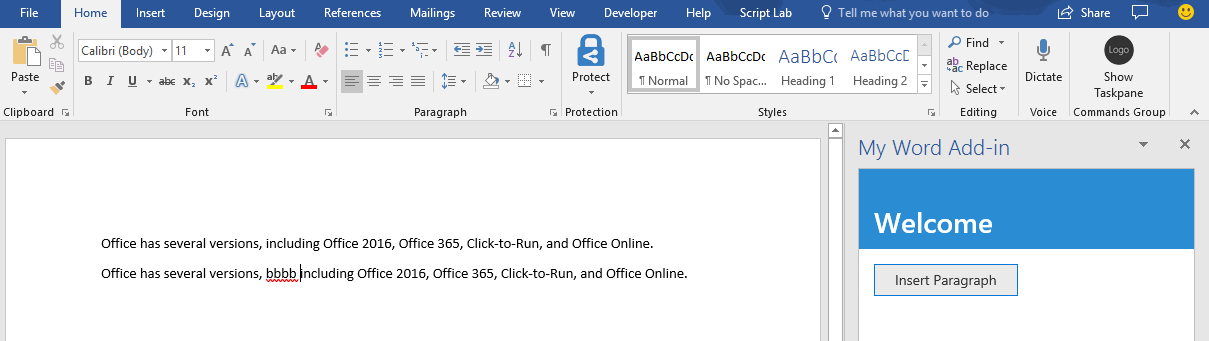 File Home Insert Design Layout References Mailings Review View Developer Help Script Lab Tell me what you want to do Share
Calibri (Body) 11 A A Aa A AaBbCcDc AaBbCcDc AaBbCc AaBbCcE Find
Paste B I U abc x₂ x² A A Protect ¶ Normal ¶ No Spac... Heading 1 Heading 2 Replace Dictate Logo Show Taskpane
Select
Clipboard Font Paragraph Protection Styles Editing Voice Commands Group
My Word Add-in
Welcome
Office has several versions, including Office 2016, Office 365, Click-to-Run, and Office Online.
Office has several versions, bbbb including Office 2016, Office 365, Click-to-Run, and Office Online.
Insert Paragraph